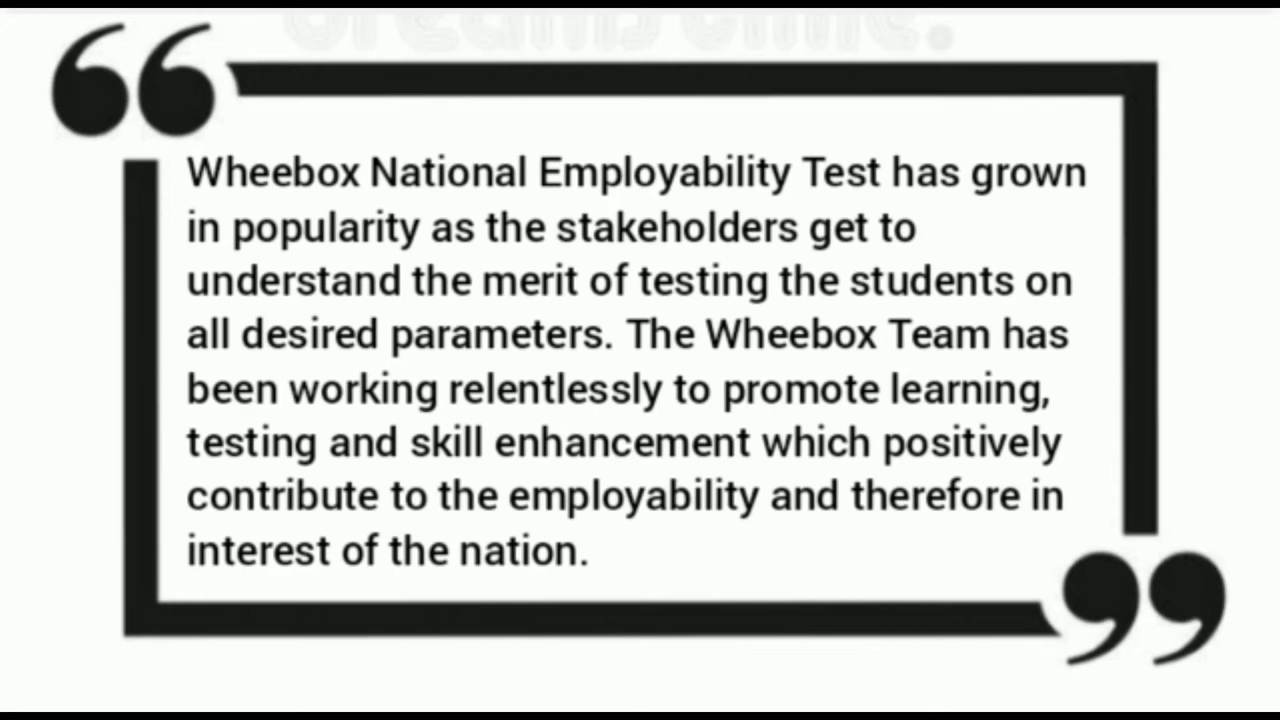 Wheebox National Employability Test has grown
in popularity as the stakeholders get to
understand the merit of testing the students on
all desired parameters. The Wheebox Team has
been working relentlessly to promote learning,
testing and skill enhancement which positively
contribute to the employability and therefore in
interest of the nation.